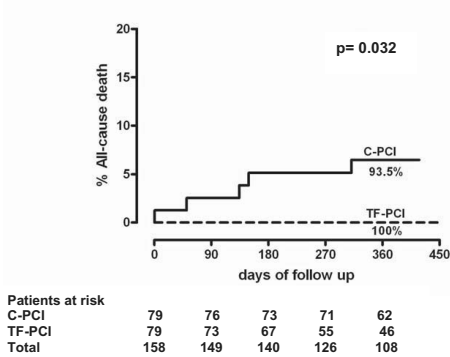 20
15
10
5
0
% All-cause death
p= 0.032
C-PCI
93.5%
TF-PCI
100%
0 90 180 270 360 450
days of follow up
Patients at risk
C-PCI 79 76 73 71 62
TF-PCI 79 73 67 55 46
Total 158 149 140 126 108